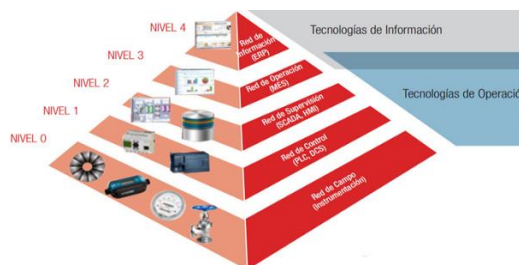 NIVEL 4
NIVEL 3
NIVEL 2
NIVEL 1
NIVEL 0
Red de
Información
(ERP)
Red de Operación
(MES)
Red de Supervisión
(SCADA, HMI)
Red de Control
(PLC, DCS)
Red de Campo
(Instrumentación)
Tecnologías de Información
Tecnologías de Operació